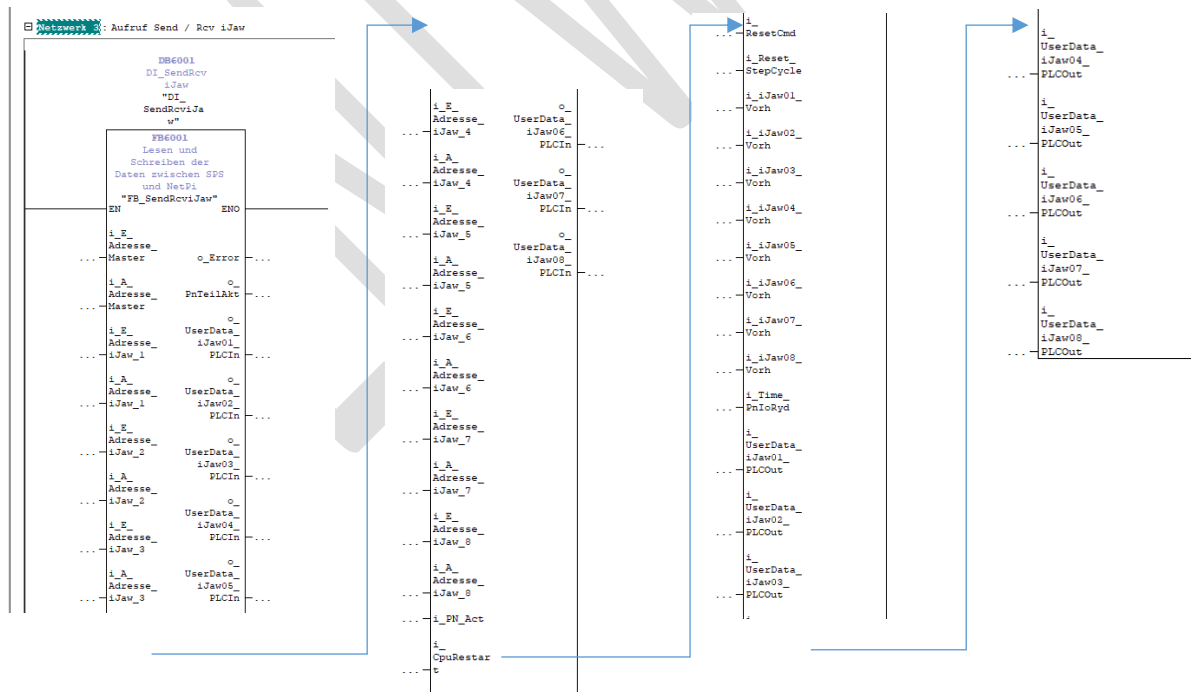 Netzwerk 3: Aufruf Send / Rcv iJaw
DB6001
DI_SendRcv
iJaw
"DI_
SendRcviJa
w"
FB6001
Lesen und
Schreiben der
Daten zwischen SPS
und NetPi
"FB_SendRcviJaw"
EN ENO
i_E_
Adresse_
... Master o_Error ...
i_A_ o_
Adresse_ PnTeilAkt ...
... Master
o_
i_E_ UserData_
Adresse_ iJaw01_
... iJaw_1 PLCIn ...
i_A_ o_
Adresse_ UserData_
... iJaw_1 iJaw02_
PLCIn ...
i_E_
Adresse_ o_
... iJaw_2 UserData_
iJaw03_
i_A_ PLCIn ...
Adresse_
... iJaw_2 o_
UserData_
i_E_ iJaw04_
Adresse_ PLCIn ...
... iJaw_3
o_
i_A_ UserData_
Adresse_ iJaw05_
... iJaw_3 PLCIn ...
i_E_ o_
Adresse_ UserData_
... iJaw_4 iJaw06_
PLCIn ...
i_A_
Adresse_ o_
... iJaw_4 UserData_
iJaw07_
i_E_ PLCIn ...
Adresse_
... iJaw_5 o_
UserData_
i_A_ iJaw08_
Adresse_ PLCIn ...
... iJaw_5
i_E_
Adresse_
... iJaw_6
i_A_
Adresse_
... iJaw_6
i_E_
Adresse_
... iJaw_7
i_A_
Adresse_
... iJaw_7
i_E_
Adresse_
... iJaw_8
i_A_
Adresse_
... iJaw_8
... i_PN_Act
i_
CpuRestar
... t
i_
... ResetCmd
i_Reset_
... StepCycle
i_iJaw01_
... Vorh
i_iJaw02_
... Vorh
i_iJaw03_
... Vorh
i_iJaw04_
... Vorh
i_iJaw05_
... Vorh
i_iJaw06_
... Vorh
i_iJaw07_
... Vorh
i_iJaw08_
... Vorh
i_Time_
... PnIoRyd
i_
UserData_
iJaw01_
... PLCOut
i_
UserData_
iJaw02_
... PLCOut
i_
UserData_
iJaw03_
... PLCOut
i_
UserData_
iJaw04_
... PLCOut
i_
UserData_
iJaw05_
... PLCOut
i_
UserData_
iJaw06_
... PLCOut
i_
UserData_
iJaw07_
... PLCOut
i_
UserData_
iJaw08_
... PLCOut